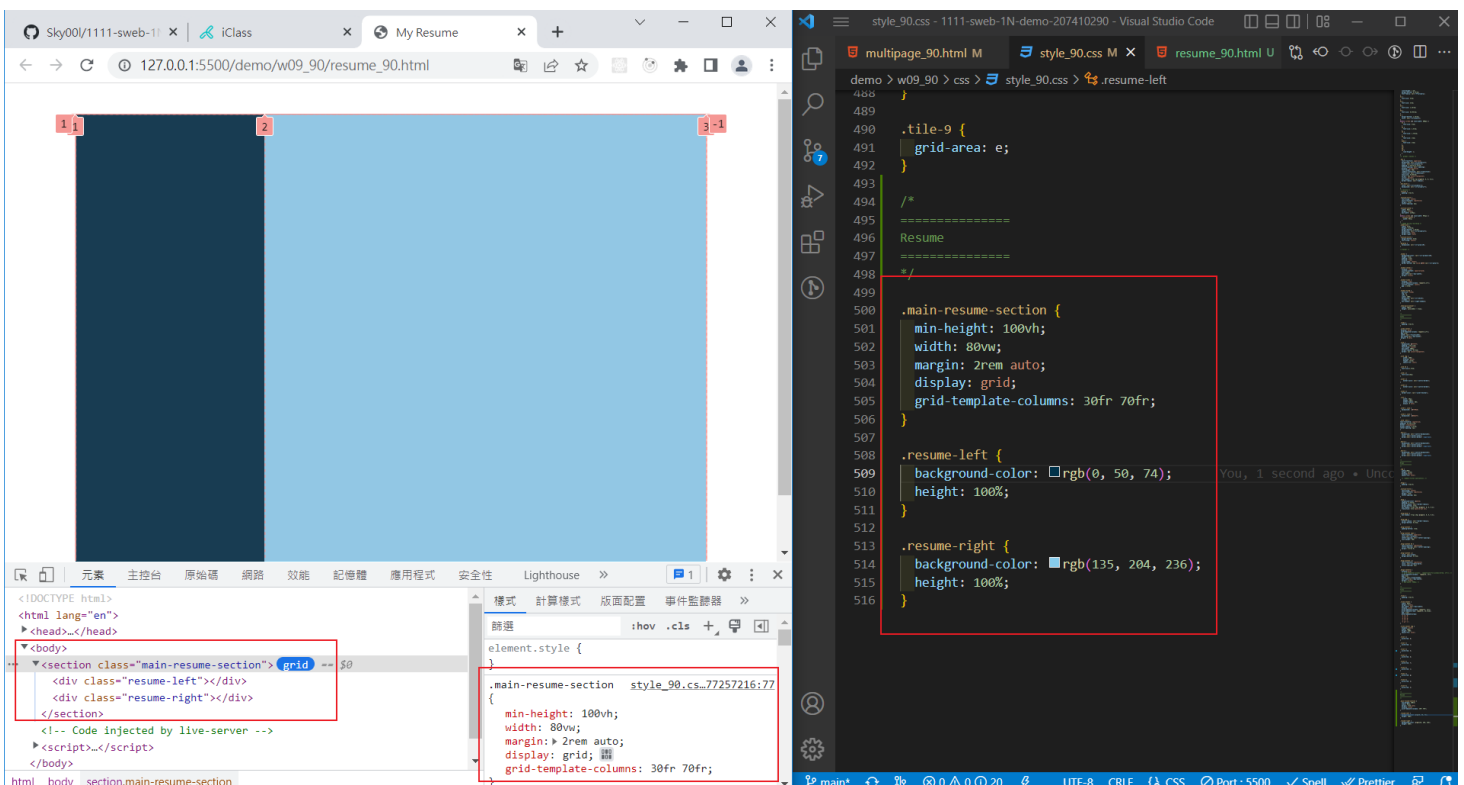 Sky00l/1111-sweb-1
iClass
My Resume
127.0.0.1:5500/demo/w09_90/resume_90.html
1 1
2
3 -1
元素 主控台 原始碼 網路 效能 記憶體 應用程式 安全性 Lighthouse » 1
<!DOCTYPE html>
<html lang="en">
<head>…</head>
<body>
<section class="main-resume-section"> grid == $0
<div class="resume-left"></div>
<div class="resume-right"></div>
</section>
<!-- Code injected by live-server -->
<script>…</script>
</body>
html body section.main-resume-section
樣式 計算樣式 版面配置 事件監聽器 »
篩選 :hov .cls +
element.style {
}
.main-resume-section style_90.cs…77257216:77
{
min-height: 100vh;
width: 80vw;
margin: 2rem auto;
display: grid;
grid-template-columns: 30fr 70fr;
}
style_90.css - 1111-sweb-1N-demo-207410290 - Visual Studio Code
multipage_90.html M style_90.css M resume_90.html U
demo > w09_90 > css > style_90.css > .resume-left
488 }
489
490 .tile-9 {
491 grid-area: e;
492 }
493
494 /*
495 ===============
496 Resume
497 ===============
498 */
499
500 .main-resume-section {
501 min-height: 100vh;
502 width: 80vw;
503 margin: 2rem auto;
504 display: grid;
505 grid-template-columns: 30fr 70fr;
506 }
507
508 .resume-left {
509 background-color: rgb(0, 50, 74); You, 1 second ago • Unc
510 height: 100%;
511 }
512
513 .resume-right {
514 background-color: rgb(135, 204, 236);
515 height: 100%;
516 }
7
main* 0 0 20 UTF-8 CRLF {} CSS Port : 5500 Spell Prettier